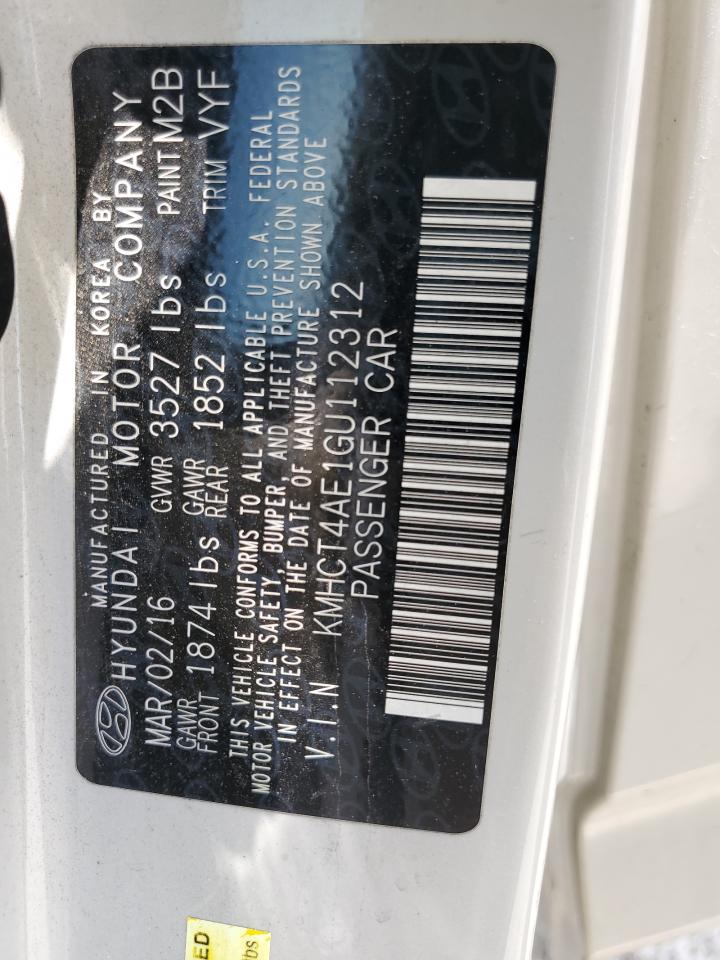 MANUFACTURED IN KOREA BY
HYUNDAI MOTOR COMPANY
MAR/02/16 GVWR 3527 lbs PAINT M2B
GAWR FRONT 1874 lbs GAWR REAR 1852 lbs TRIM VYF
THIS VEHICLE CONFORMS TO ALL APPLICABLE U.S.A. FEDERAL
MOTOR VEHICLE SAFETY, BUMPER, AND THEFT PREVENTION STANDARDS
IN EFFECT ON THE DATE OF MANUFACTURE SHOWN ABOVE
V.I.N KMHCT4AE1GU112312
PASSENGER CAR
ED
lbs